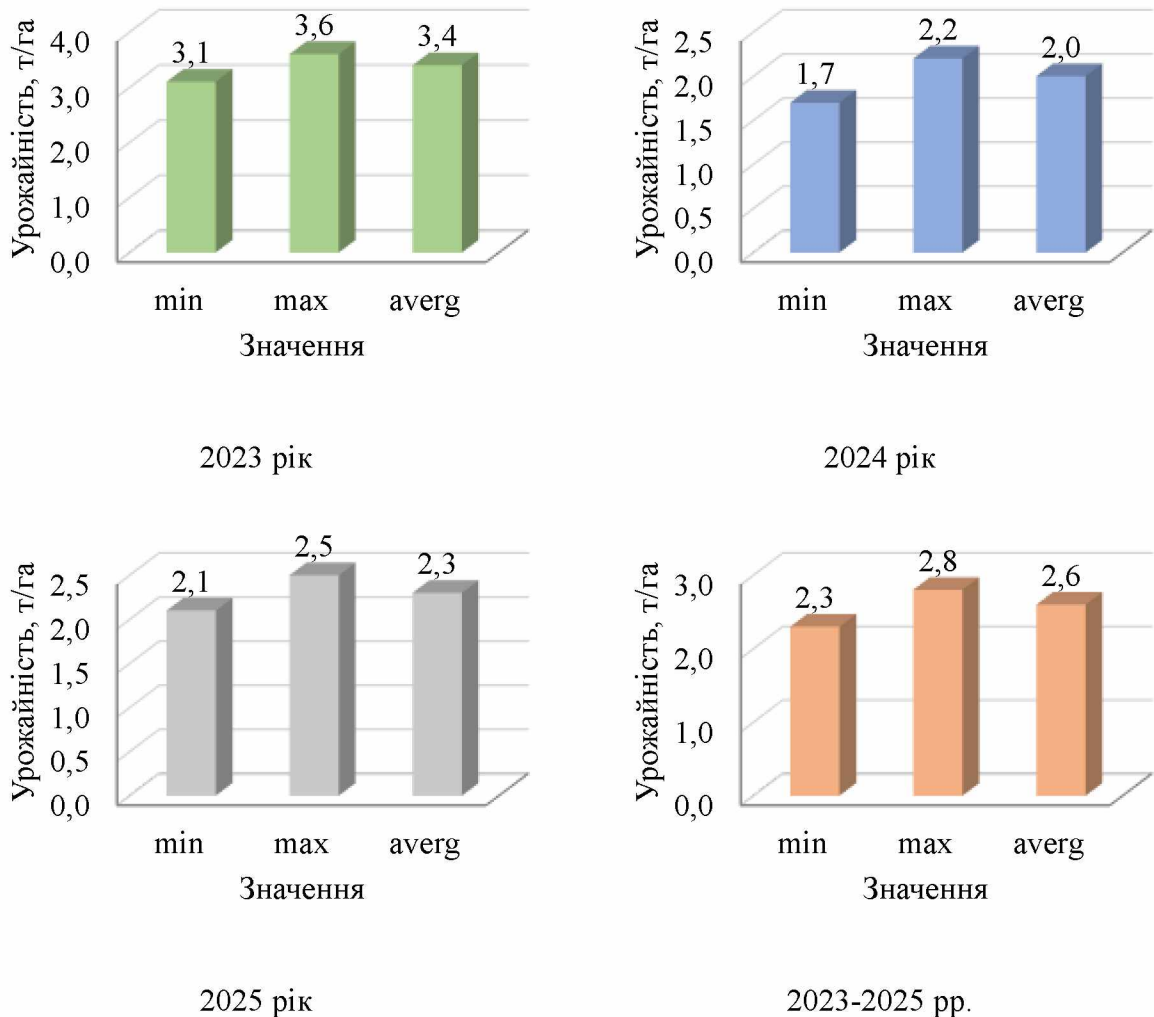 Урожайність, т/га
4,0
3,0
2,0
1,0
0,0
3,1
3,6
3,4
min max averg
Значення
2023 рік
Урожайність, т/га
2,5
2,0
1,5
1,0
0,5
0,0
1,7
2,2
2,0
min max averg
Значення
2024 рік
Урожайність, т/га
2,5
2,0
1,5
1,0
0,5
0,0
2,1
2,5
2,3
min max averg
Значення
2025 рік
Урожайність, т/га
3,0
2,0
1,0
0,0
2,3
2,8
2,6
min max averg
Значення
2023-2025 рр.